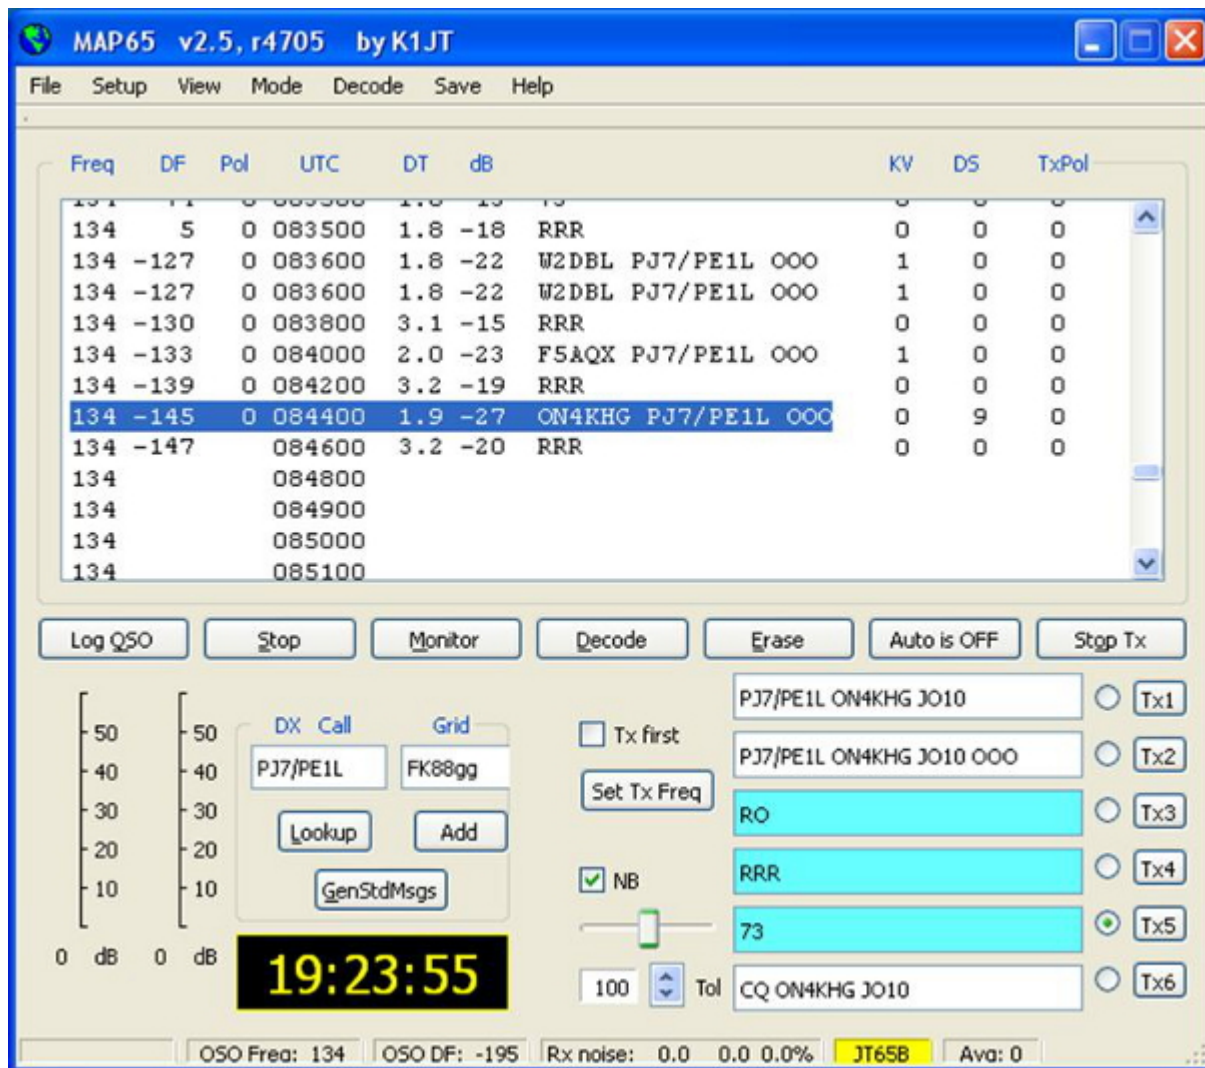 MAP65 v2.5, r4705 by K1JT
File Setup View Mode Decode Save Help
Freq DF Pol UTC DT dB KV DS TxPol
134 5 0 083500 1.8 -18 RRR 0 0 0
134 -127 0 083600 1.8 -22 W2DBL PJ7/PE1L OOO 1 0 0
134 -127 0 083600 1.8 -22 W2DBL PJ7/PE1L OOO 1 0 0
134 -130 0 083800 3.1 -15 RRR 0 0 0
134 -133 0 084000 2.0 -23 F5AQX PJ7/PE1L OOO 1 0 0
134 -139 0 084200 3.2 -19 RRR 0 0 0
134 -145 0 084400 1.9 -27 ON4KHG PJ7/PE1L OOO 0 9 0
134 -147 084600 3.2 -20 RRR 0 0 0
134 084800
134 084900
134 085000
134 085100
Log QSO Stop Monitor Decode Erase Auto is OFF Stop Tx
50 50
40 40
30 30
20 20
10 10
0 dB 0 dB
DX Call Grid
PJ7/PE1L FK88gg
Lookup Add
GenStdMsgs
19:23:55
Tx first
Set Tx Freq
NB
100 Tol
PJ7/PE1L ON4KHG JO10 Tx1
PJ7/PE1L ON4KHG JO10 OOO Tx2
RO Tx3
RRR Tx4
73 Tx5
CQ ON4KHG JO10 Tx6
QSO Freq: 134 QSO DF: -195 Rx noise: 0.0 0.0 0.0% JT65B Avg: 0